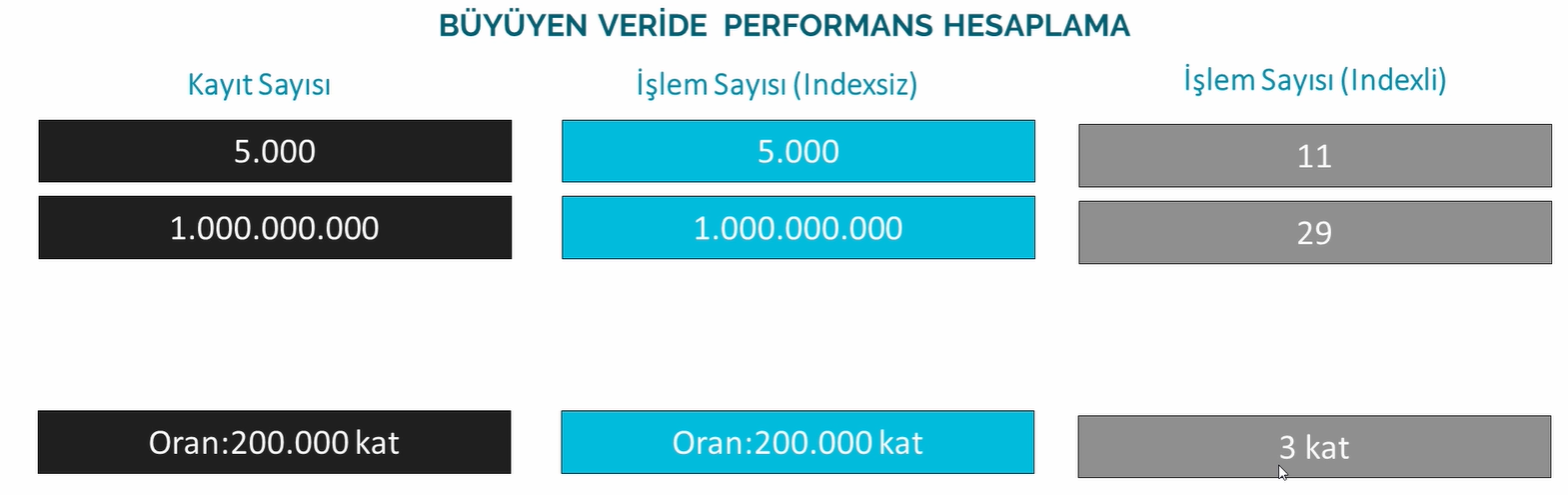 BÜYÜYEN VERİDE PERFORMANS HESAPLAMA
Kayıt Sayısı
İşlem Sayısı (Indexsiz)
İşlem Sayısı (Indexli)
5.000
5.000
11
1.000.000.000
1.000.000.000
29
Oran:200.000 kat
Oran:200.000 kat
3 kat